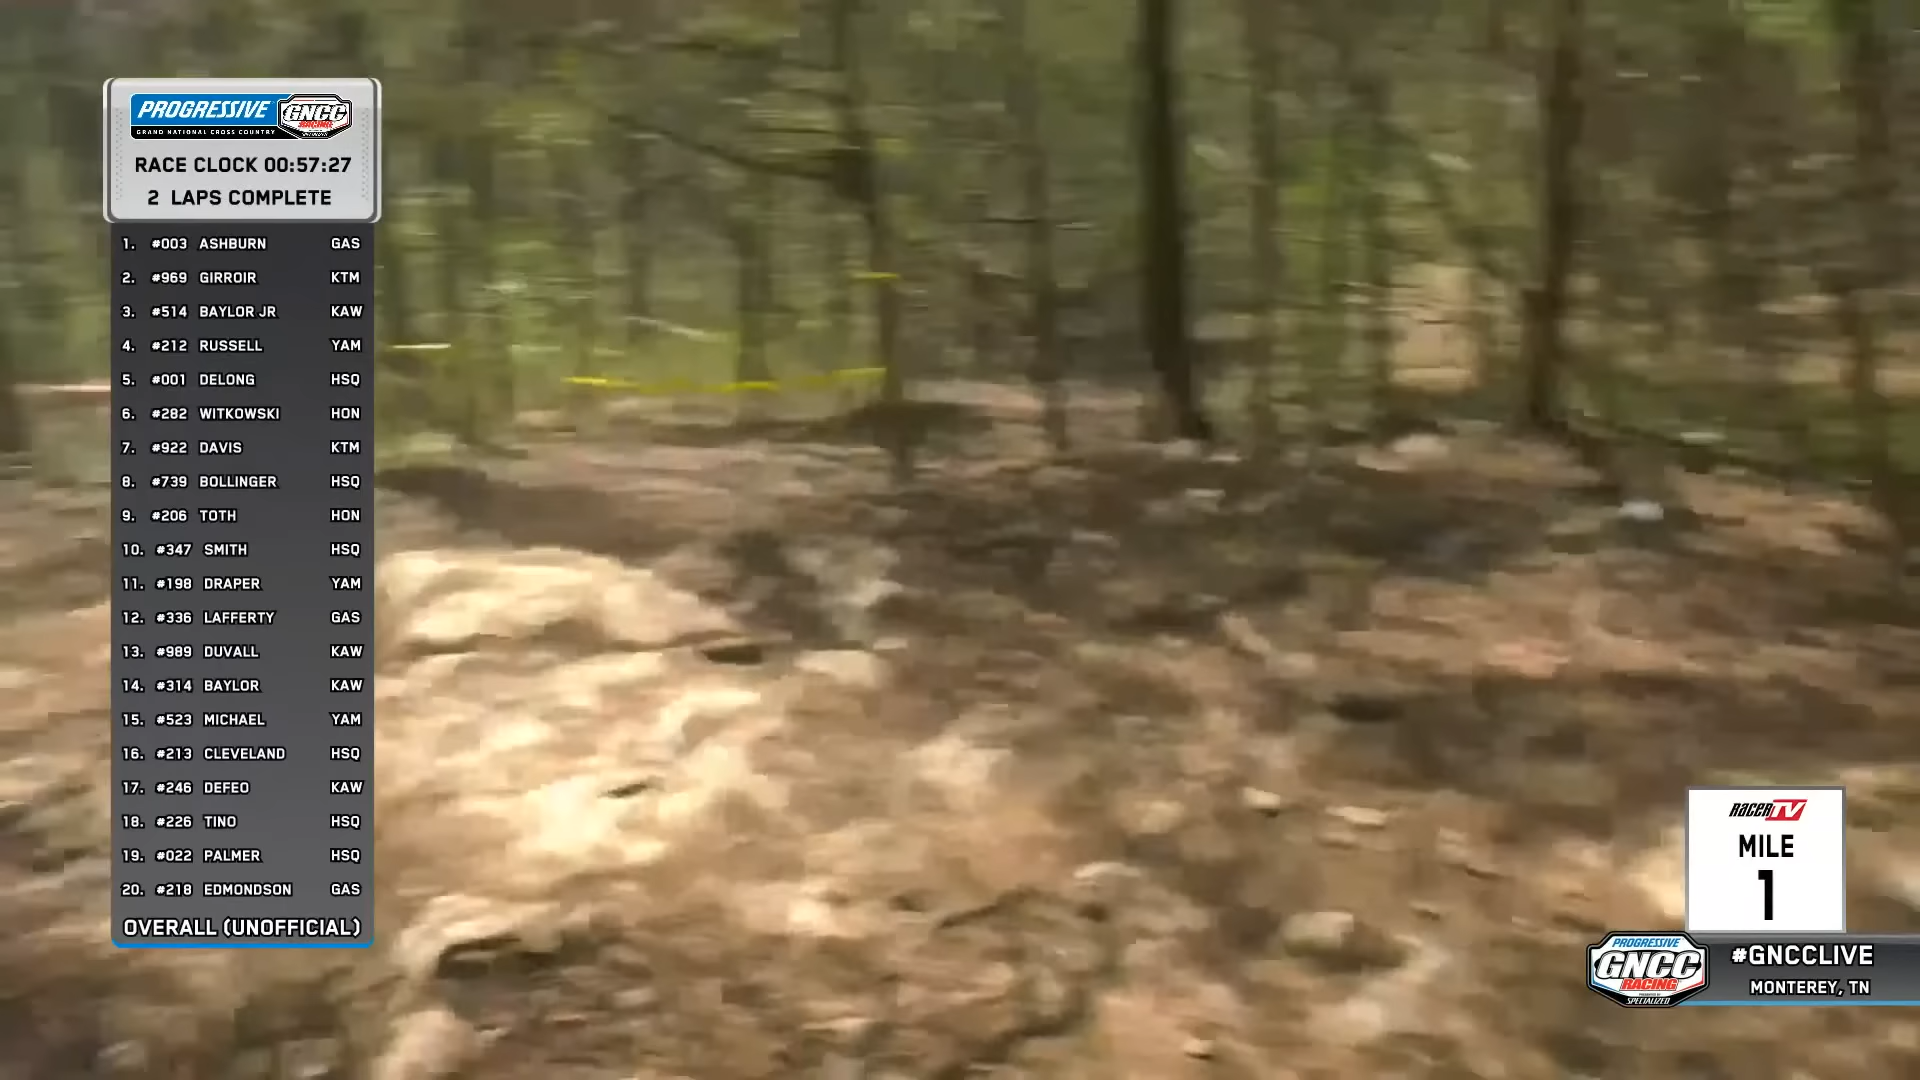 PROGRESSIVE GNCC RACING
GRAND NATIONAL CROSS COUNTRY
RACE CLOCK 00:57:27
2 LAPS COMPLETE
1. #003 ASHBURN GAS
2. #969 GIRROIR KTM
3. #514 BAYLOR JR KAW
4. #212 RUSSELL YAM
5. #001 DELONG HSQ
6. #282 WITKOWSKI HON
7. #922 DAVIS KTM
8. #739 BOLLINGER HSQ
9. #206 TOTH HON
10. #347 SMITH HSQ
11. #198 DRAPER YAM
12. #336 LAFFERTY GAS
13. #989 DUVALL KAW
14. #314 BAYLOR KAW
15. #523 MICHAEL YAM
16. #213 CLEVELAND HSQ
17. #246 DEFEO KAW
18. #226 TINO HSQ
19. #022 PALMER HSQ
20. #218 EDMONDSON GAS
OVERALL (UNOFFICIAL)
RACER TV
MILE
1
PROGRESSIVE
GNCC
RACING
SPECIALIZED
#GNCCLIVE
MONTEREY, TN